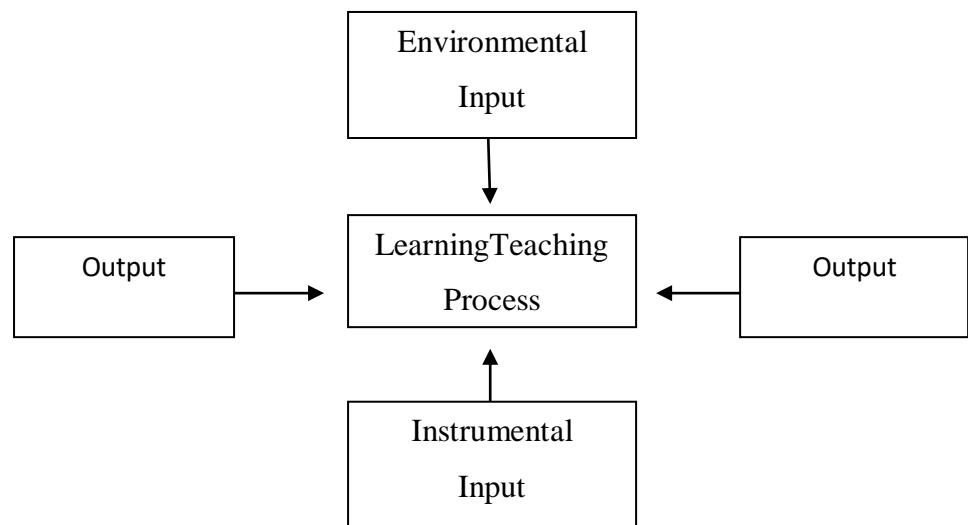 Environmental
Input
Output
LearningTeaching
Process
Output
Instrumental
Input